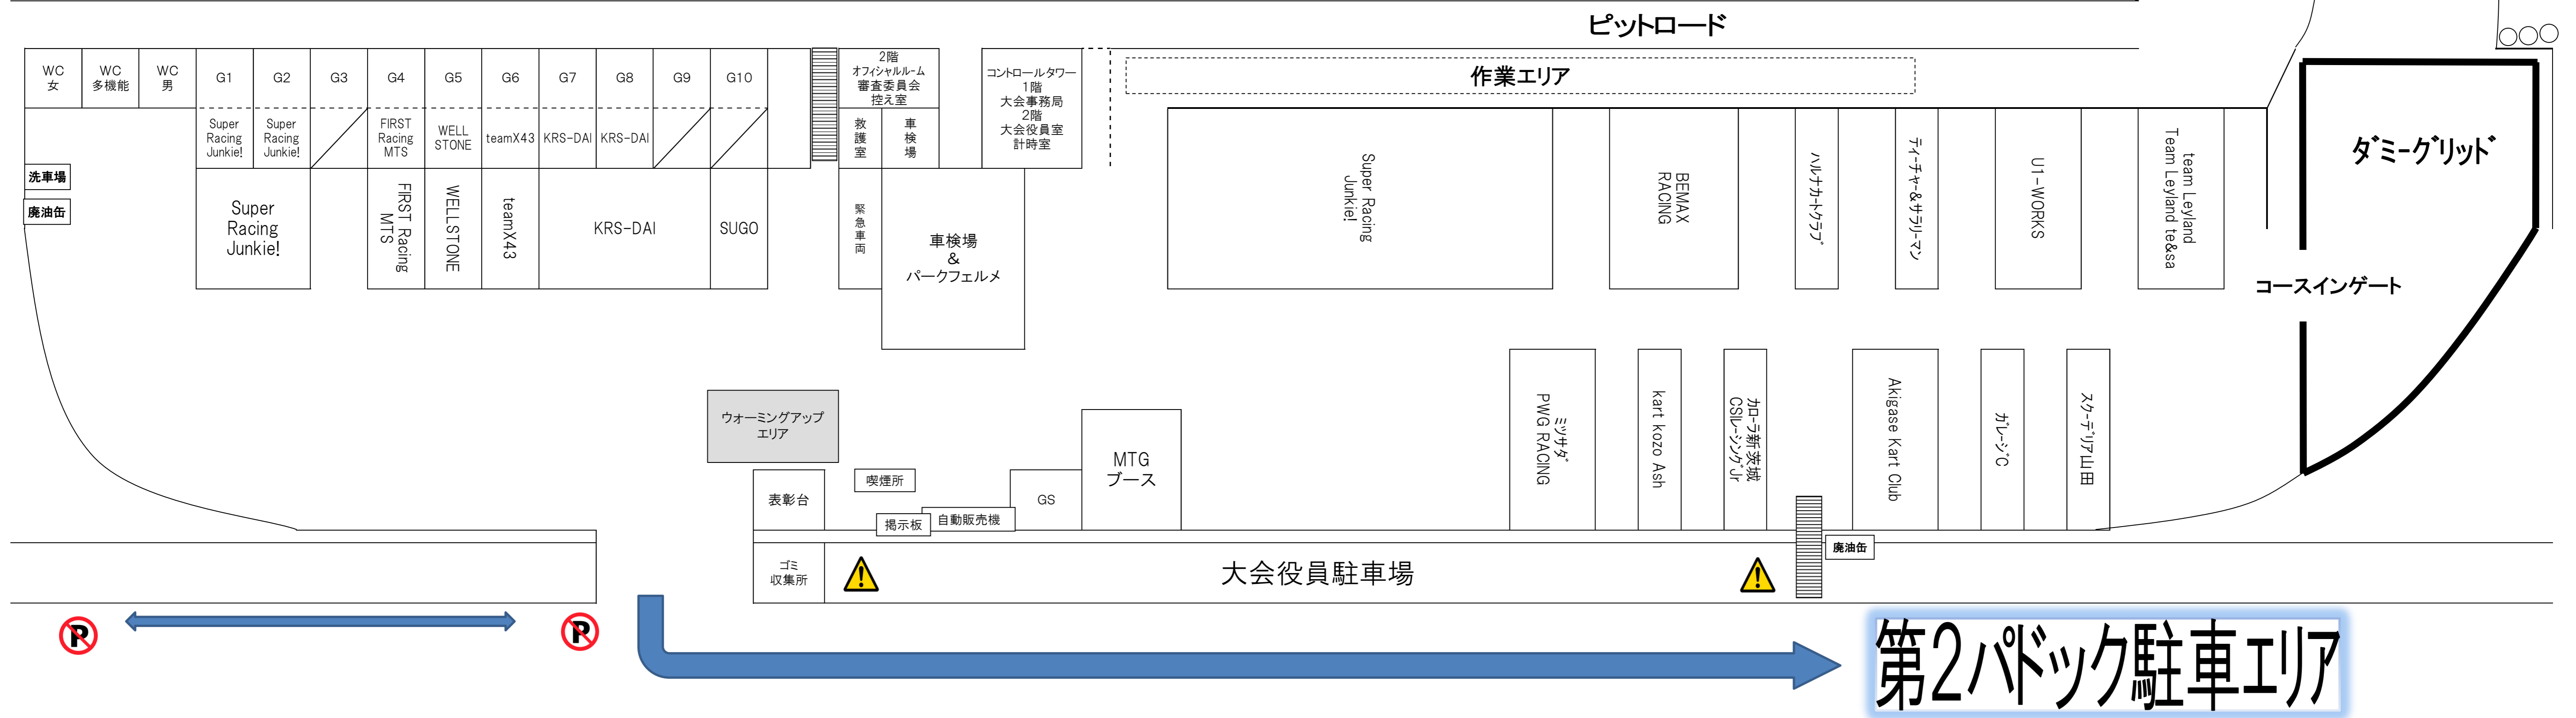 ピットロード
作業エリア
WC
女
WC
多機能
WC
男
G1
G2
G3
G4
G5
G6
G7
G8
G9
G10
2階
オフィシャルルーム
審査委員会
控え室
コントロールタワー
1階
大会事務局
2階
大会役員室
計時室
Super
Racing
Junkie!
Super
Racing
Junkie!
FIRST
Racing
MTS
WELL
STONE
teamX43
KRS-DAI
KRS-DAI
救護室
車検場
洗車場
廃油缶
Super
Racing
Junkie!
FIRST Racing
MTS
WELLSTONE
teamX43
KRS-DAI
SUGO
緊急車両
車検場
&
パークフェルメ
Super Racing
Junkie!
BEMAX
RACING
ハルナカートクラブ
ティーチャー&サラリーマン
U1-WORKS
team Leyland
Team Leyland te&sa
ダミーグリッド
コースインゲート
ウォーミングアップ
エリア
表彰台
喫煙所
掲示板
自動販売機
GS
MTG
ブース
ミツサダ
PWG RACING
kart kozo Ash
カローラ新茨城
CSIレーシングJr
Akigase Kart Club
ガレージC
スクーデリア山田
ゴミ
収集所
大会役員駐車場
廃油缶
P
P
第2パドック駐車エリア